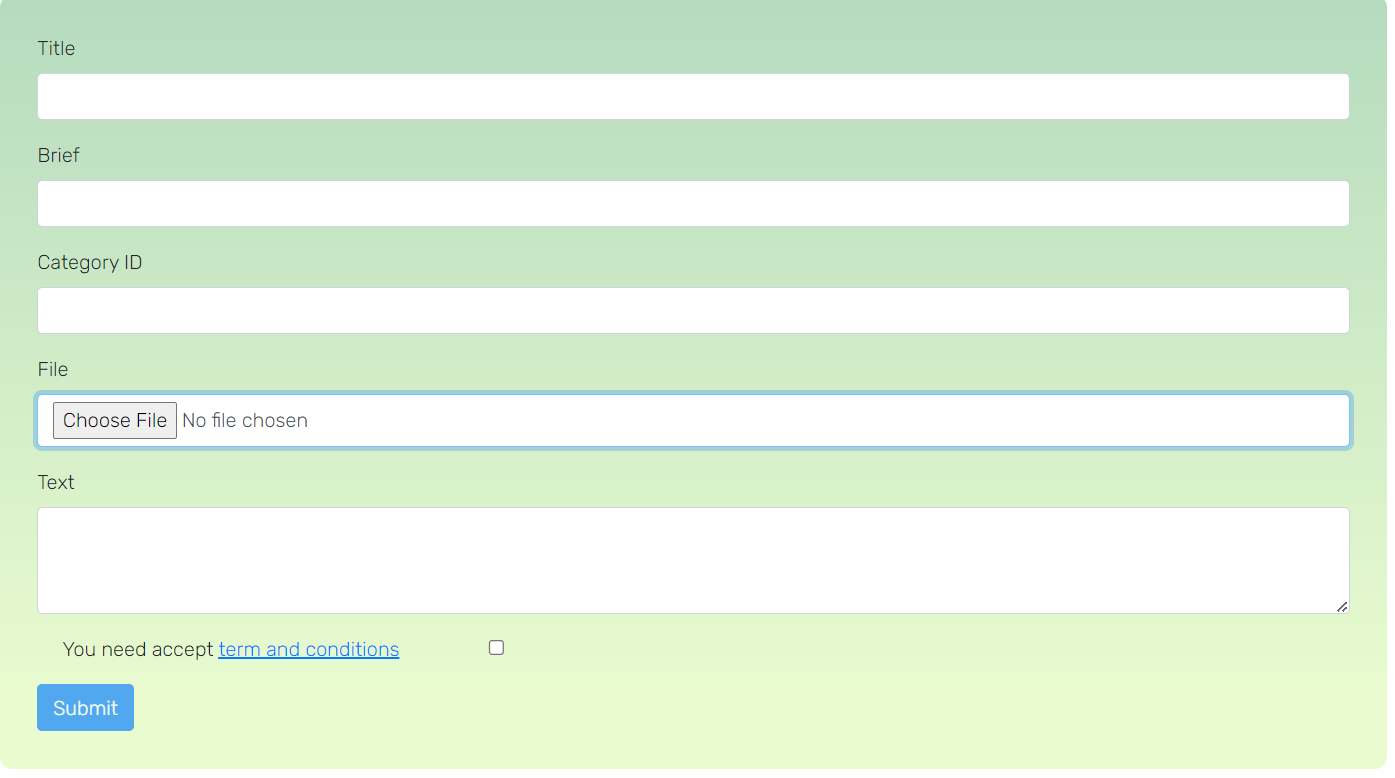 Title
Brief
Category ID
File
Choose File No file chosen
Text
You need accept term and conditions
Submit